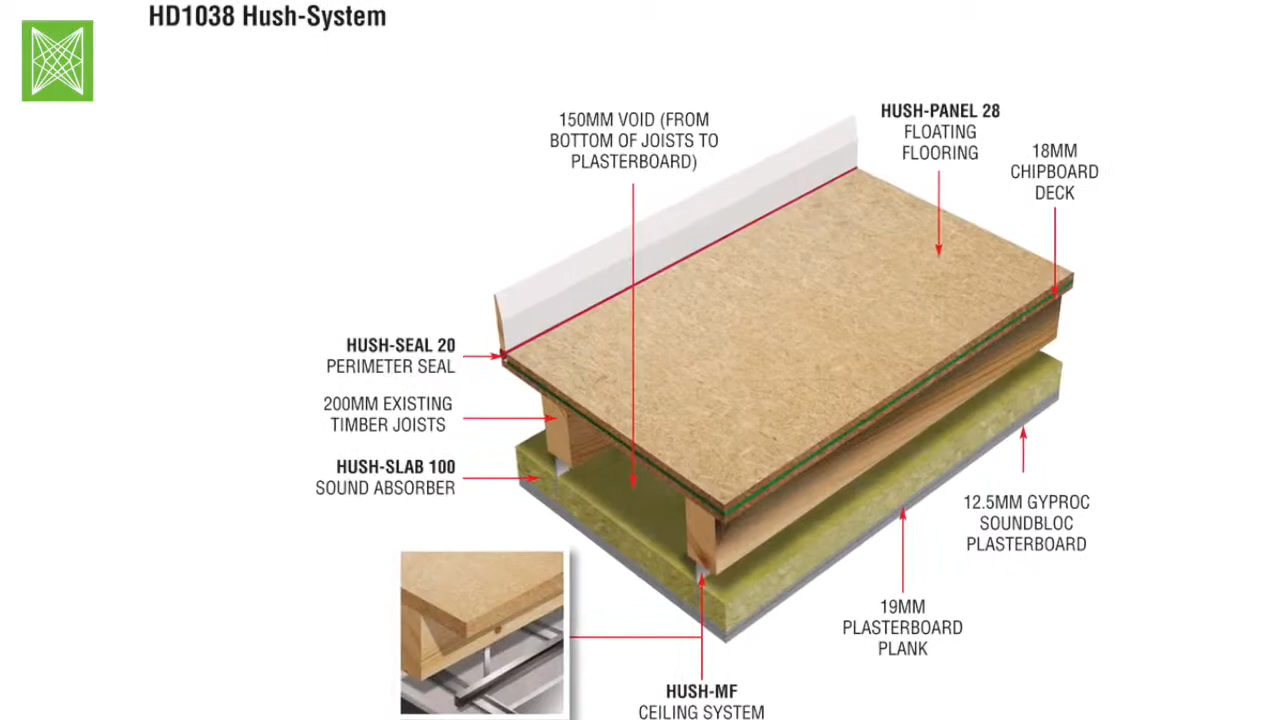 HD1038 Hush-System
150MM VOID (FROM
BOTTOM OF JOISTS TO
PLASTERBOARD)
HUSH-PANEL 28
FLOATING
FLOORING
18MM
CHIPBOARD
DECK
HUSH-SEAL 20
PERIMETER SEAL
200MM EXISTING
TIMBER JOISTS
HUSH-SLAB 100
SOUND ABSORBER
12.5MM GYPROC
SOUNDBLOC
PLASTERBOARD
19MM
PLASTERBOARD
PLANK
HUSH-MF
CEILING SYSTEM